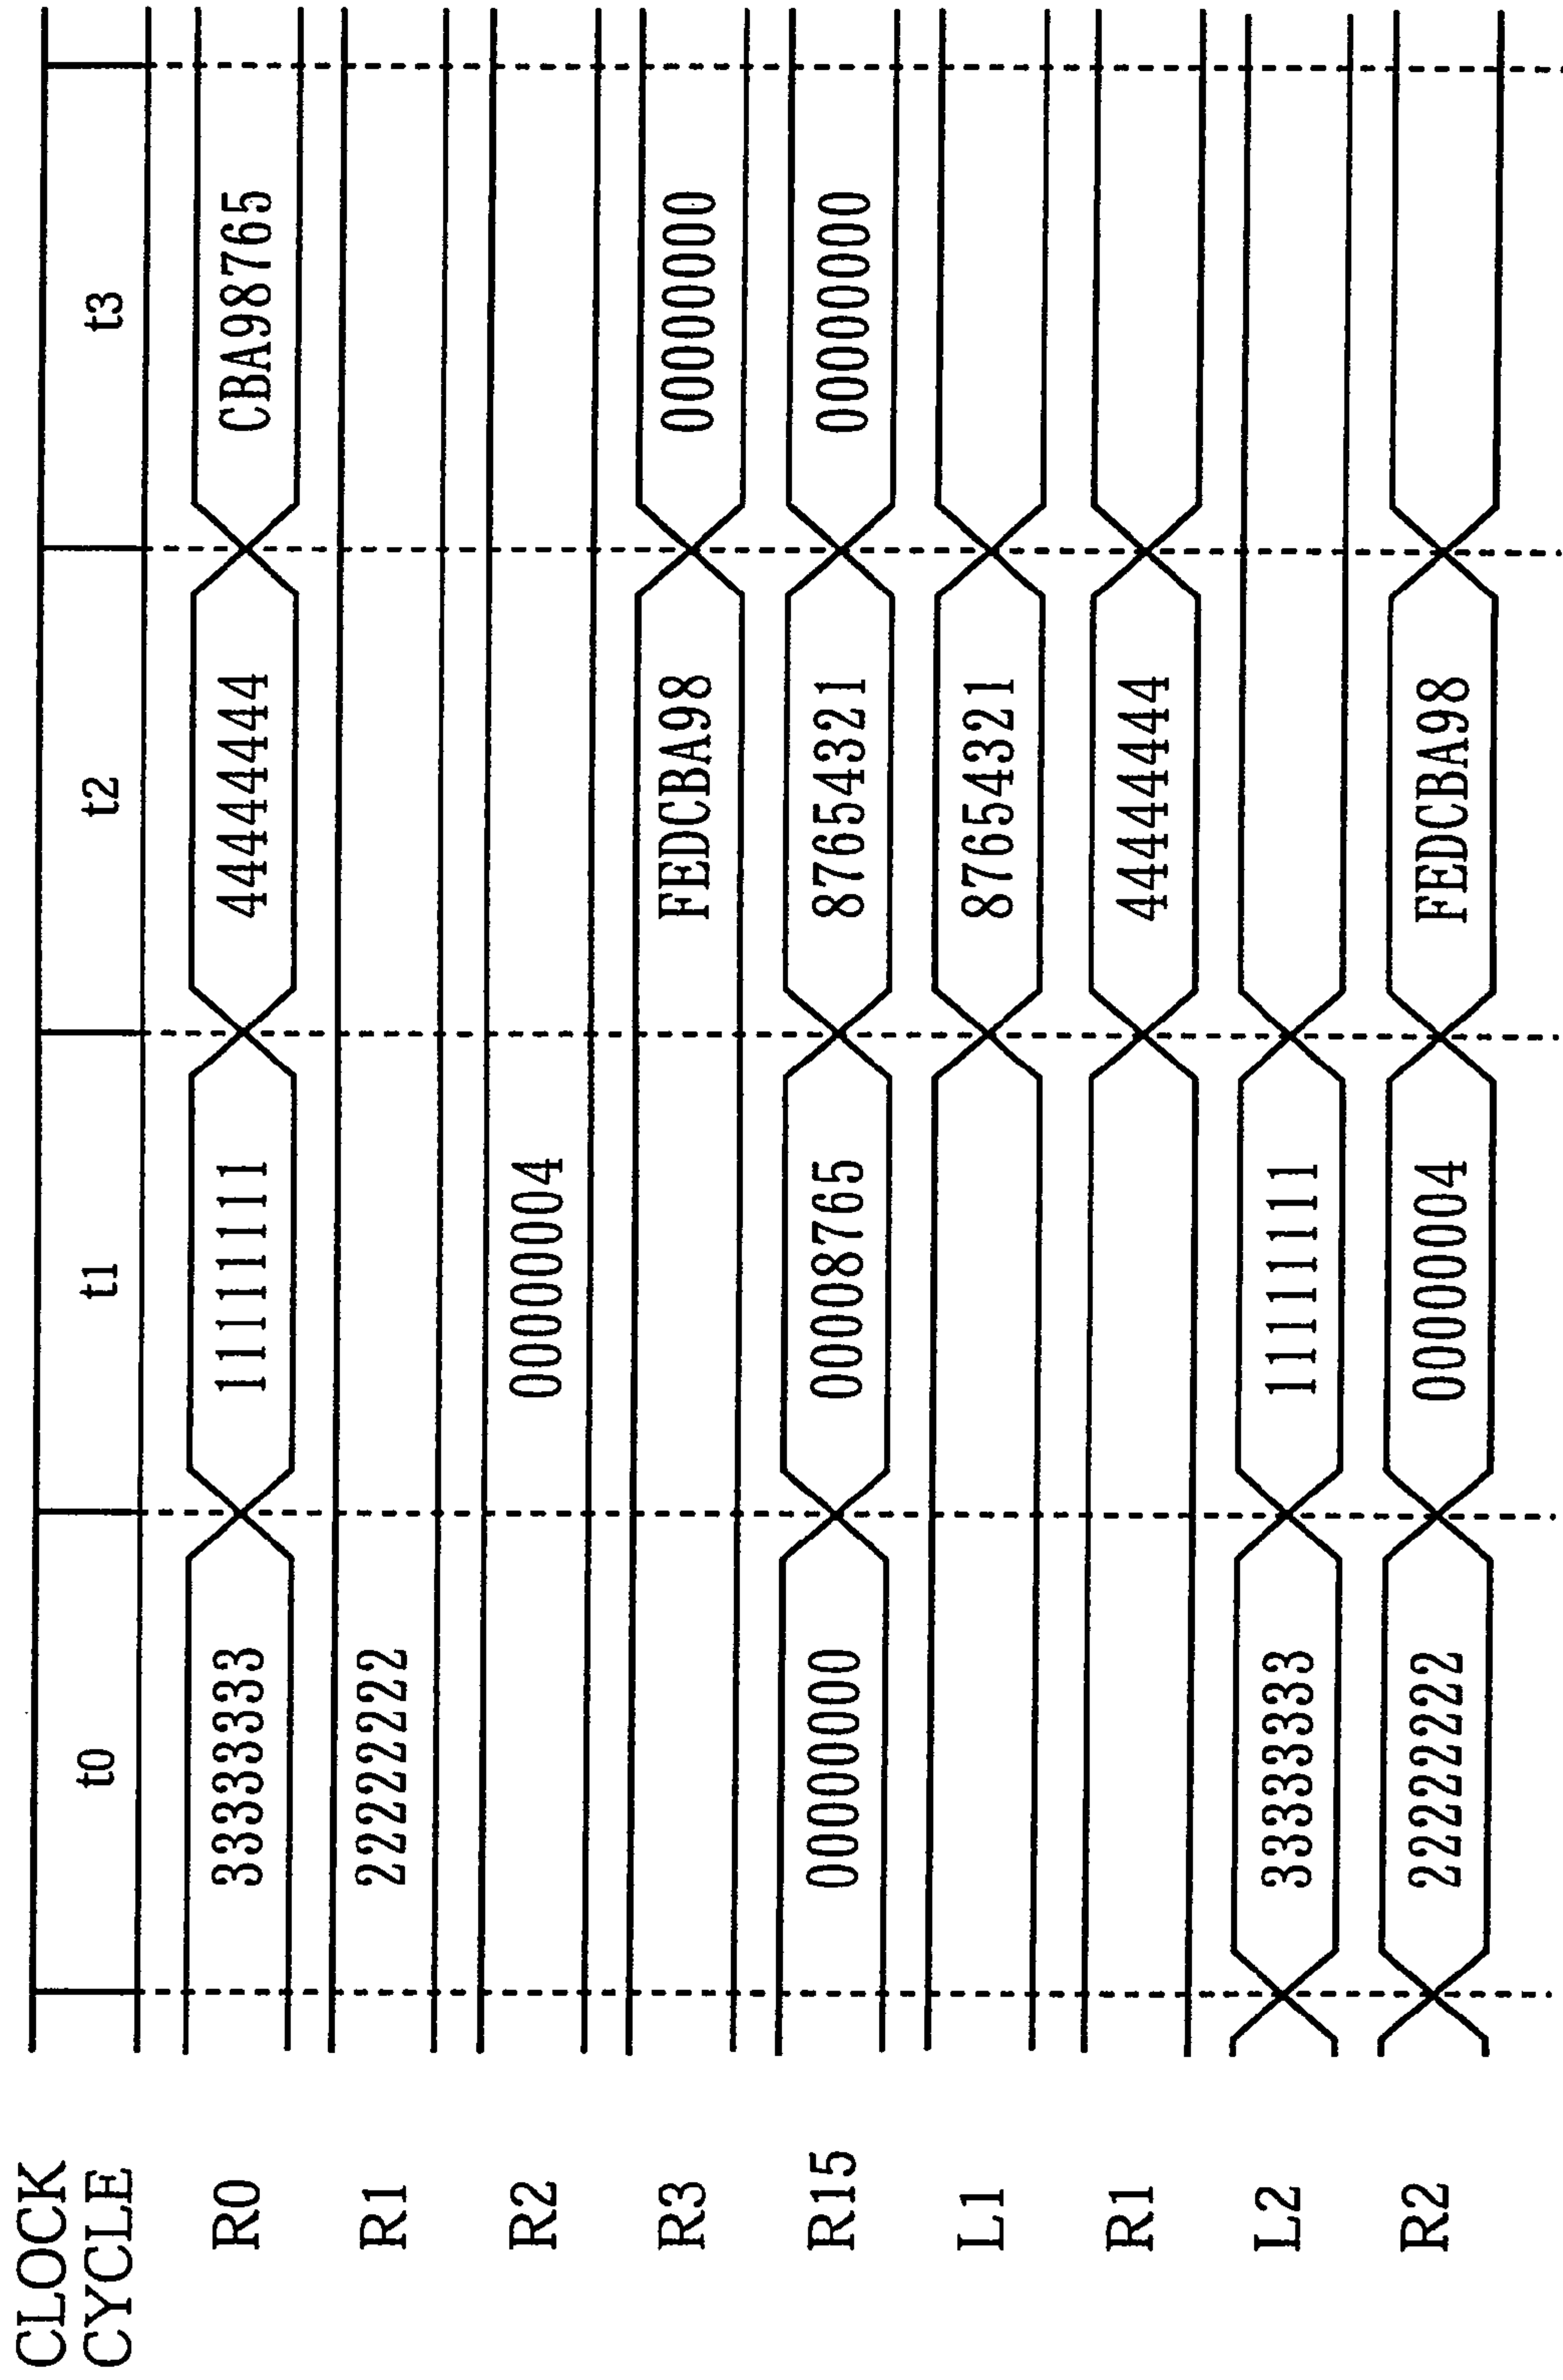 CLOCK
CYCLE t0 t1 t2 t3
R0 33333333 11111111 44444444 CBA98765
R1 22222222
R2 00000004
R3 FEDCBA98 00000000
R15 00000000 00008765 87654321 00000000
L1 87654321
R1 44444444
L2 33333333 11111111
R2 22222222 00000004 FEDCBA98